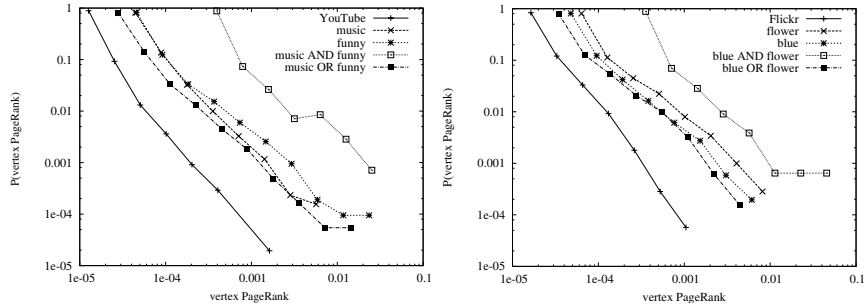 1
0.1
0.01
0.001
1e-04
1e-05
1e-05
1e-04
0.001
0.01
0.1
P(vertex PageRank)
vertex PageRank
YouTube
music
funny
music AND funny
music OR funny
1
0.1
0.01
0.001
1e-04
1e-05
1e-05
1e-04
0.001
0.01
0.1
P(vertex PageRank)
vertex PageRank
Flickr
flower
blue
blue AND flower
blue OR flower